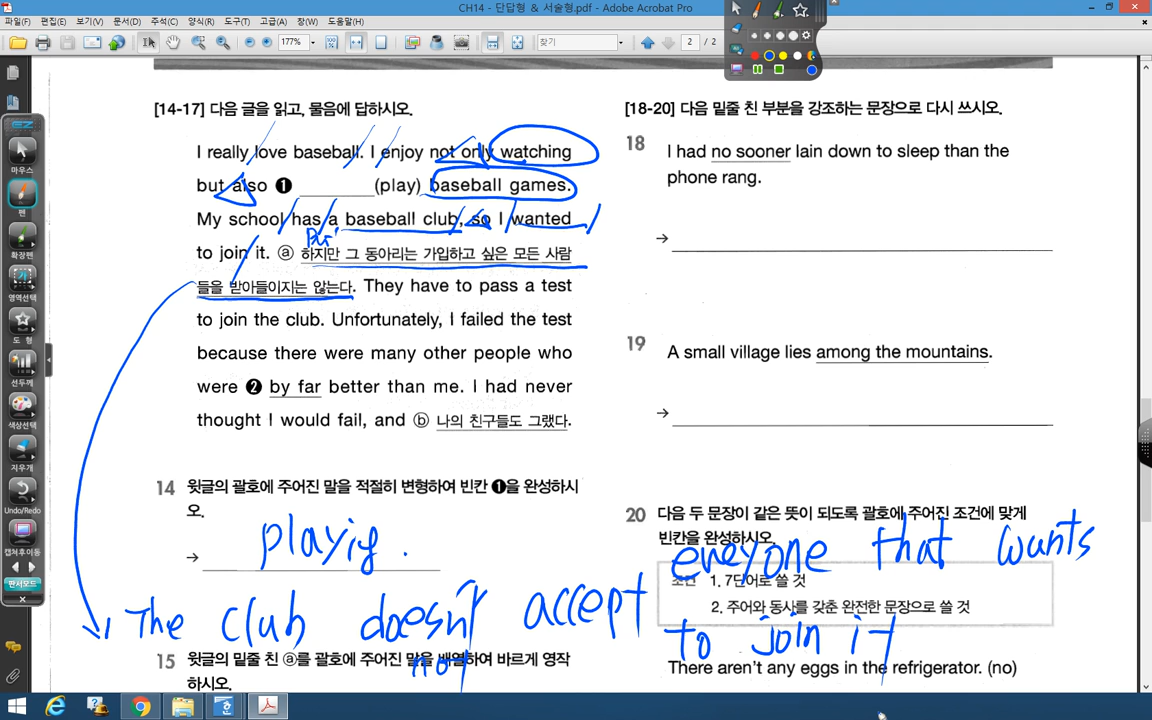 CH14 - 단답형 & 서술형.pdf - Adobe Acrobat Pro
파일(F) 편집(E) 보기(V) 문서(D) 주석(C) 양식(R) 도구(T) 고급(A) 창(W) 도움말(H)
177% 찾기 2 / 2
마우스
펜
확장펜
영역선택
도 형
선두께
색상선택
지우개
Undo/Redo
캡쳐후이동
판서모드
[14-17] 다음 글을 읽고, 물음에 답하시오.
I really love baseball. I enjoy not only watching
but also ❶ ________ (play) baseball games.
My school has a baseball club, so I wanted
But
to join it. ⓐ 하지만 그 동아리는 가입하고 싶은 모든 사람
들을 받아들이지는 않는다. They have to pass a test
to join the club. Unfortunately, I failed the test
because there were many other people who
were ❷ by far better than me. I had never
thought I would fail, and ⓑ 나의 친구들도 그랬다.
14 윗글의 괄호에 주어진 말을 적절히 변형하여 빈칸 ❶을 완성하시
오.
→ playig.
The club doesn't accept everyone that wants
not to join it
15 윗글의 밑줄 친 ⓐ를 괄호에 주어진 말을 배열하여 바르게 영작
하시오.
[18-20] 다음 밑줄 친 부분을 강조하는 문장으로 다시 쓰시오.
18 I had no sooner lain down to sleep than the
phone rang.
→
19 A small village lies among the mountains.
→
20 다음 두 문장이 같은 뜻이 되도록 괄호에 주어진 조건에 맞게
빈칸을 완성하시오.
조건 1. 7단어로 쓸 것
2. 주어와 동사를 갖춘 완전한 문장으로 쓸 것
There aren't any eggs in the refrigerator. (no)